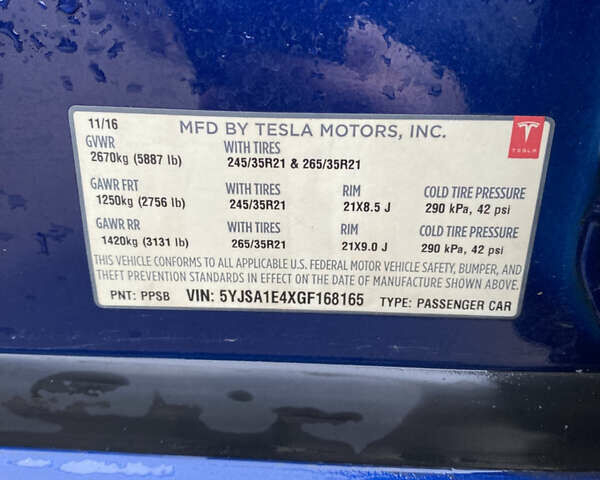 11/16 MFD BY TESLA MOTORS, INC.
TESLA
GVWR WITH TIRES
2670kg (5887 lb) 245/35R21 & 265/35R21
GAWR FRT WITH TIRES RIM COLD TIRE PRESSURE
1250kg (2756 lb) 245/35R21 21X8.5 J 290 kPa, 42 psi
GAWR RR WITH TIRES RIM COLD TIRE PRESSURE
1420kg (3131 lb) 265/35R21 21X9.0 J 290 kPa, 42 psi
THIS VEHICLE CONFORMS TO ALL APPLICABLE U.S. FEDERAL MOTOR VEHICLE SAFETY, BUMPER, AND
THEFT PREVENTION STANDARDS IN EFFECT ON THE DATE OF MANUFACTURE SHOWN ABOVE.
PNT: PPSB VIN: 5YJSA1E4XGF168165 TYPE: PASSENGER CAR